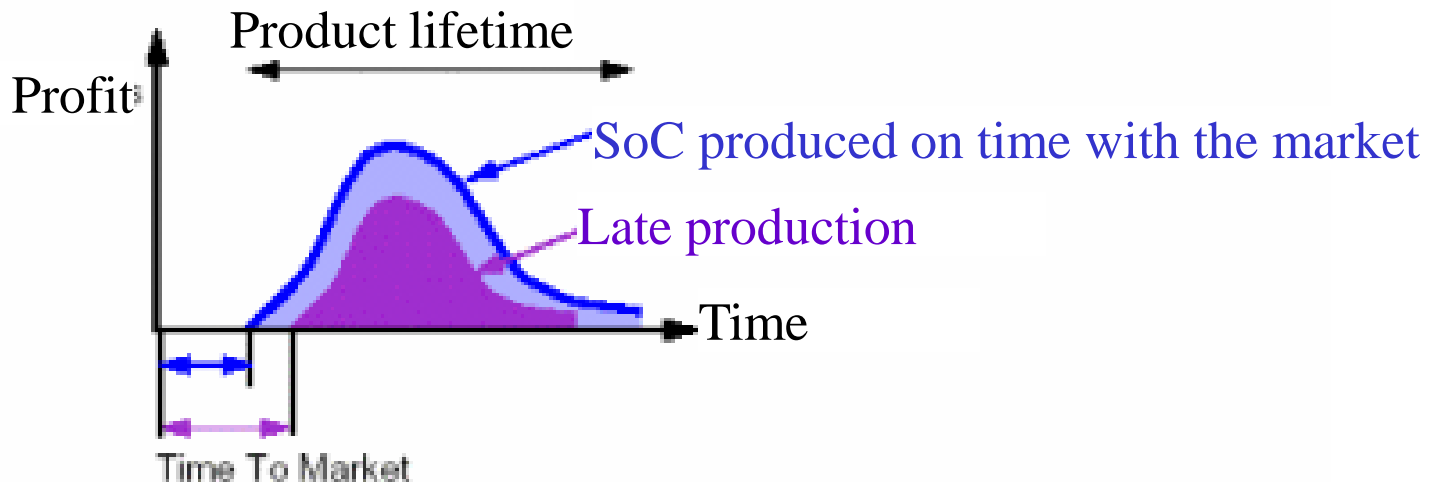 Product lifetime
Profit
SoC produced on time with the market
Late production
Time
Time To Market